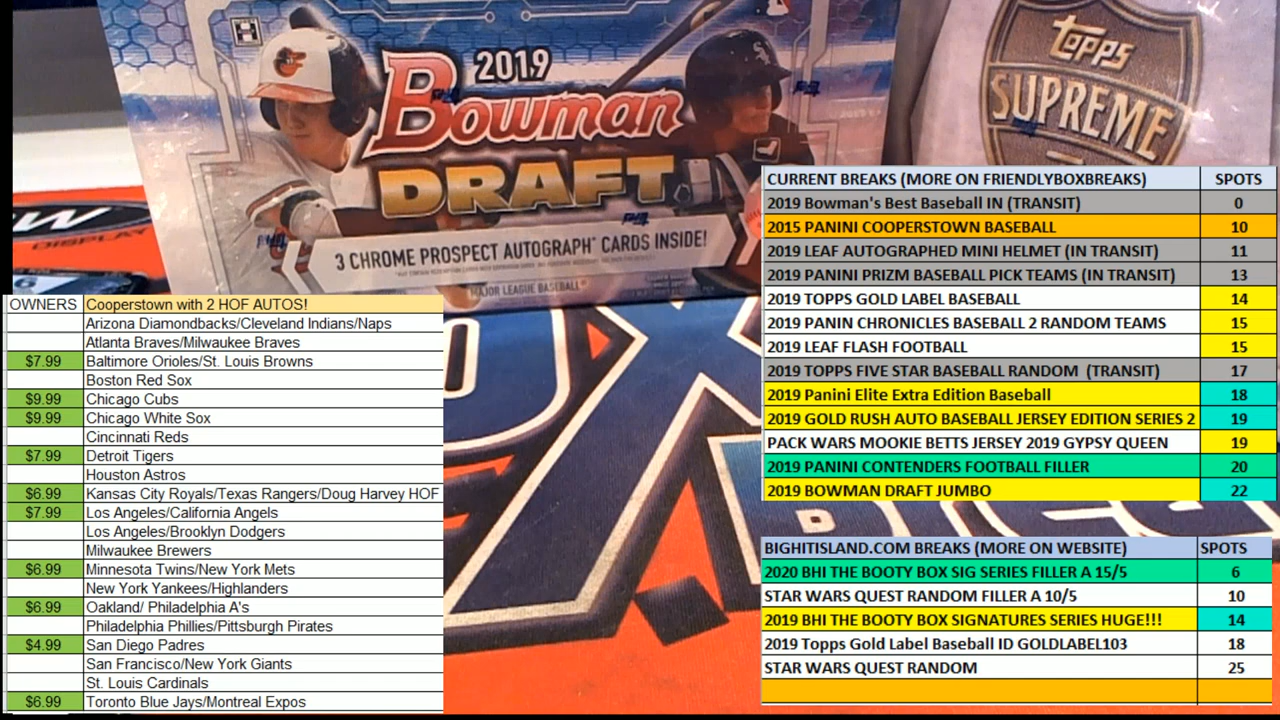 2019
Bowman
DRAFT
3 CHROME PROSPECT AUTOGRAPH* CARDS INSIDE!
MAJOR LEAGUE BASEBALL
TOPPS
SUPREME
DISPLAY
OWNERS Cooperstown with 2 HOF AUTOS!
Arizona Diamondbacks/Cleveland Indians/Naps
Atlanta Braves/Milwaukee Braves
$7.99 Baltimore Orioles/St. Louis Browns
Boston Red Sox
$9.99 Chicago Cubs
$9.99 Chicago White Sox
Cincinnati Reds
$7.99 Detroit Tigers
Houston Astros
$6.99 Kansas City Royals/Texas Rangers/Doug Harvey HOF
$7.99 Los Angeles/California Angels
Los Angeles/Brooklyn Dodgers
Milwaukee Brewers
$6.99 Minnesota Twins/New York Mets
New York Yankees/Highlanders
$6.99 Oakland/ Philadelphia A's
Philadelphia Phillies/Pittsburgh Pirates
$4.99 San Diego Padres
San Francisco/New York Giants
St. Louis Cardinals
$6.99 Toronto Blue Jays/Montreal Expos
CURRENT BREAKS (MORE ON FRIENDLYBOXBREAKS) SPOTS
2019 Bowman's Best Baseball IN (TRANSIT) 0
2015 PANINI COOPERSTOWN BASEBALL 10
2019 LEAF AUTOGRAPHED MINI HELMET (IN TRANSIT) 11
2019 PANINI PRIZM BASEBALL PICK TEAMS (IN TRANSIT) 13
2019 TOPPS GOLD LABEL BASEBALL 14
2019 PANIN CHRONICLES BASEBALL 2 RANDOM TEAMS 15
2019 LEAF FLASH FOOTBALL 15
2019 TOPPS FIVE STAR BASEBALL RANDOM (TRANSIT) 17
2019 Panini Elite Extra Edition Baseball 18
2019 GOLD RUSH AUTO BASEBALL JERSEY EDITION SERIES 2 19
PACK WARS MOOKIE BETTS JERSEY 2019 GYPSY QUEEN 19
2019 PANINI CONTENDERS FOOTBALL FILLER 20
2019 BOWMAN DRAFT JUMBO 22
BIGHITISLAND.COM BREAKS (MORE ON WEBSITE) SPOTS
2020 BHI THE BOOTY BOX SIG SERIES FILLER A 15/5 6
STAR WARS QUEST RANDOM FILLER A 10/5 10
2019 BHI THE BOOTY BOX SIGNATURES SERIES HUGE!!! 14
2019 Topps Gold Label Baseball ID GOLDLABEL103 18
STAR WARS QUEST RANDOM 25